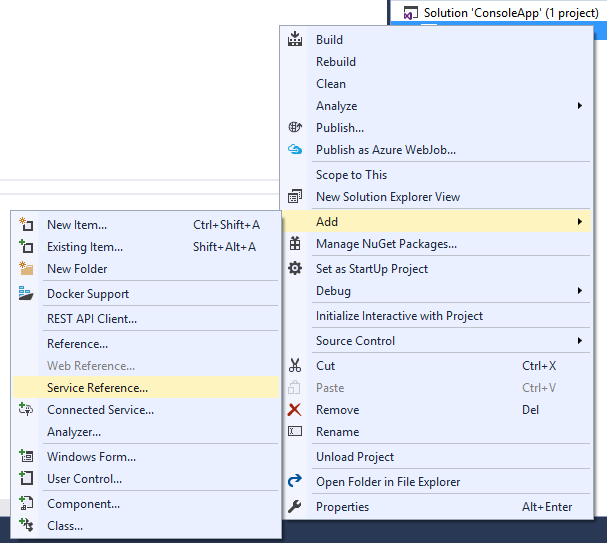 Solution 'ConsoleApp' (1 project)
Build
Rebuild
Clean
Analyze
Publish...
Publish as Azure WebJob...
Scope to This
New Solution Explorer View
Add
Manage NuGet Packages...
Set as StartUp Project
Debug
Initialize Interactive with Project
Source Control
Cut Ctrl+X
Paste Ctrl+V
Remove Del
Rename
Unload Project
Open Folder in File Explorer
Properties Alt+Enter
New Item... Ctrl+Shift+A
Existing Item... Shift+Alt+A
New Folder
Docker Support
REST API Client...
Reference...
Web Reference...
Service Reference...
Connected Service...
Analyzer...
Windows Form...
User Control...
Component...
Class...